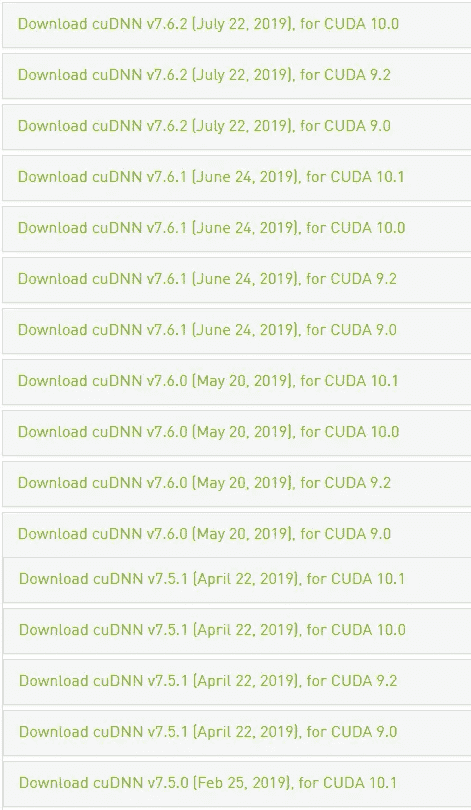 Download cuDNN v7.6.2 (July 22, 2019), for CUDA 10.0
Download cuDNN v7.6.2 (July 22, 2019), for CUDA 9.2
Download cuDNN v7.6.2 (July 22, 2019), for CUDA 9.0
Download cuDNN v7.6.1 (June 24, 2019), for CUDA 10.1
Download cuDNN v7.6.1 (June 24, 2019), for CUDA 10.0
Download cuDNN v7.6.1 (June 24, 2019), for CUDA 9.2
Download cuDNN v7.6.1 (June 24, 2019), for CUDA 9.0
Download cuDNN v7.6.0 (May 20, 2019), for CUDA 10.1
Download cuDNN v7.6.0 (May 20, 2019), for CUDA 10.0
Download cuDNN v7.6.0 (May 20, 2019), for CUDA 9.2
Download cuDNN v7.6.0 (May 20, 2019), for CUDA 9.0
Download cuDNN v7.5.1 (April 22, 2019), for CUDA 10.1
Download cuDNN v7.5.1 (April 22, 2019), for CUDA 10.0
Download cuDNN v7.5.1 (April 22, 2019), for CUDA 9.2
Download cuDNN v7.5.1 (April 22, 2019), for CUDA 9.0
Download cuDNN v7.5.0 (Feb 25, 2019), for CUDA 10.1